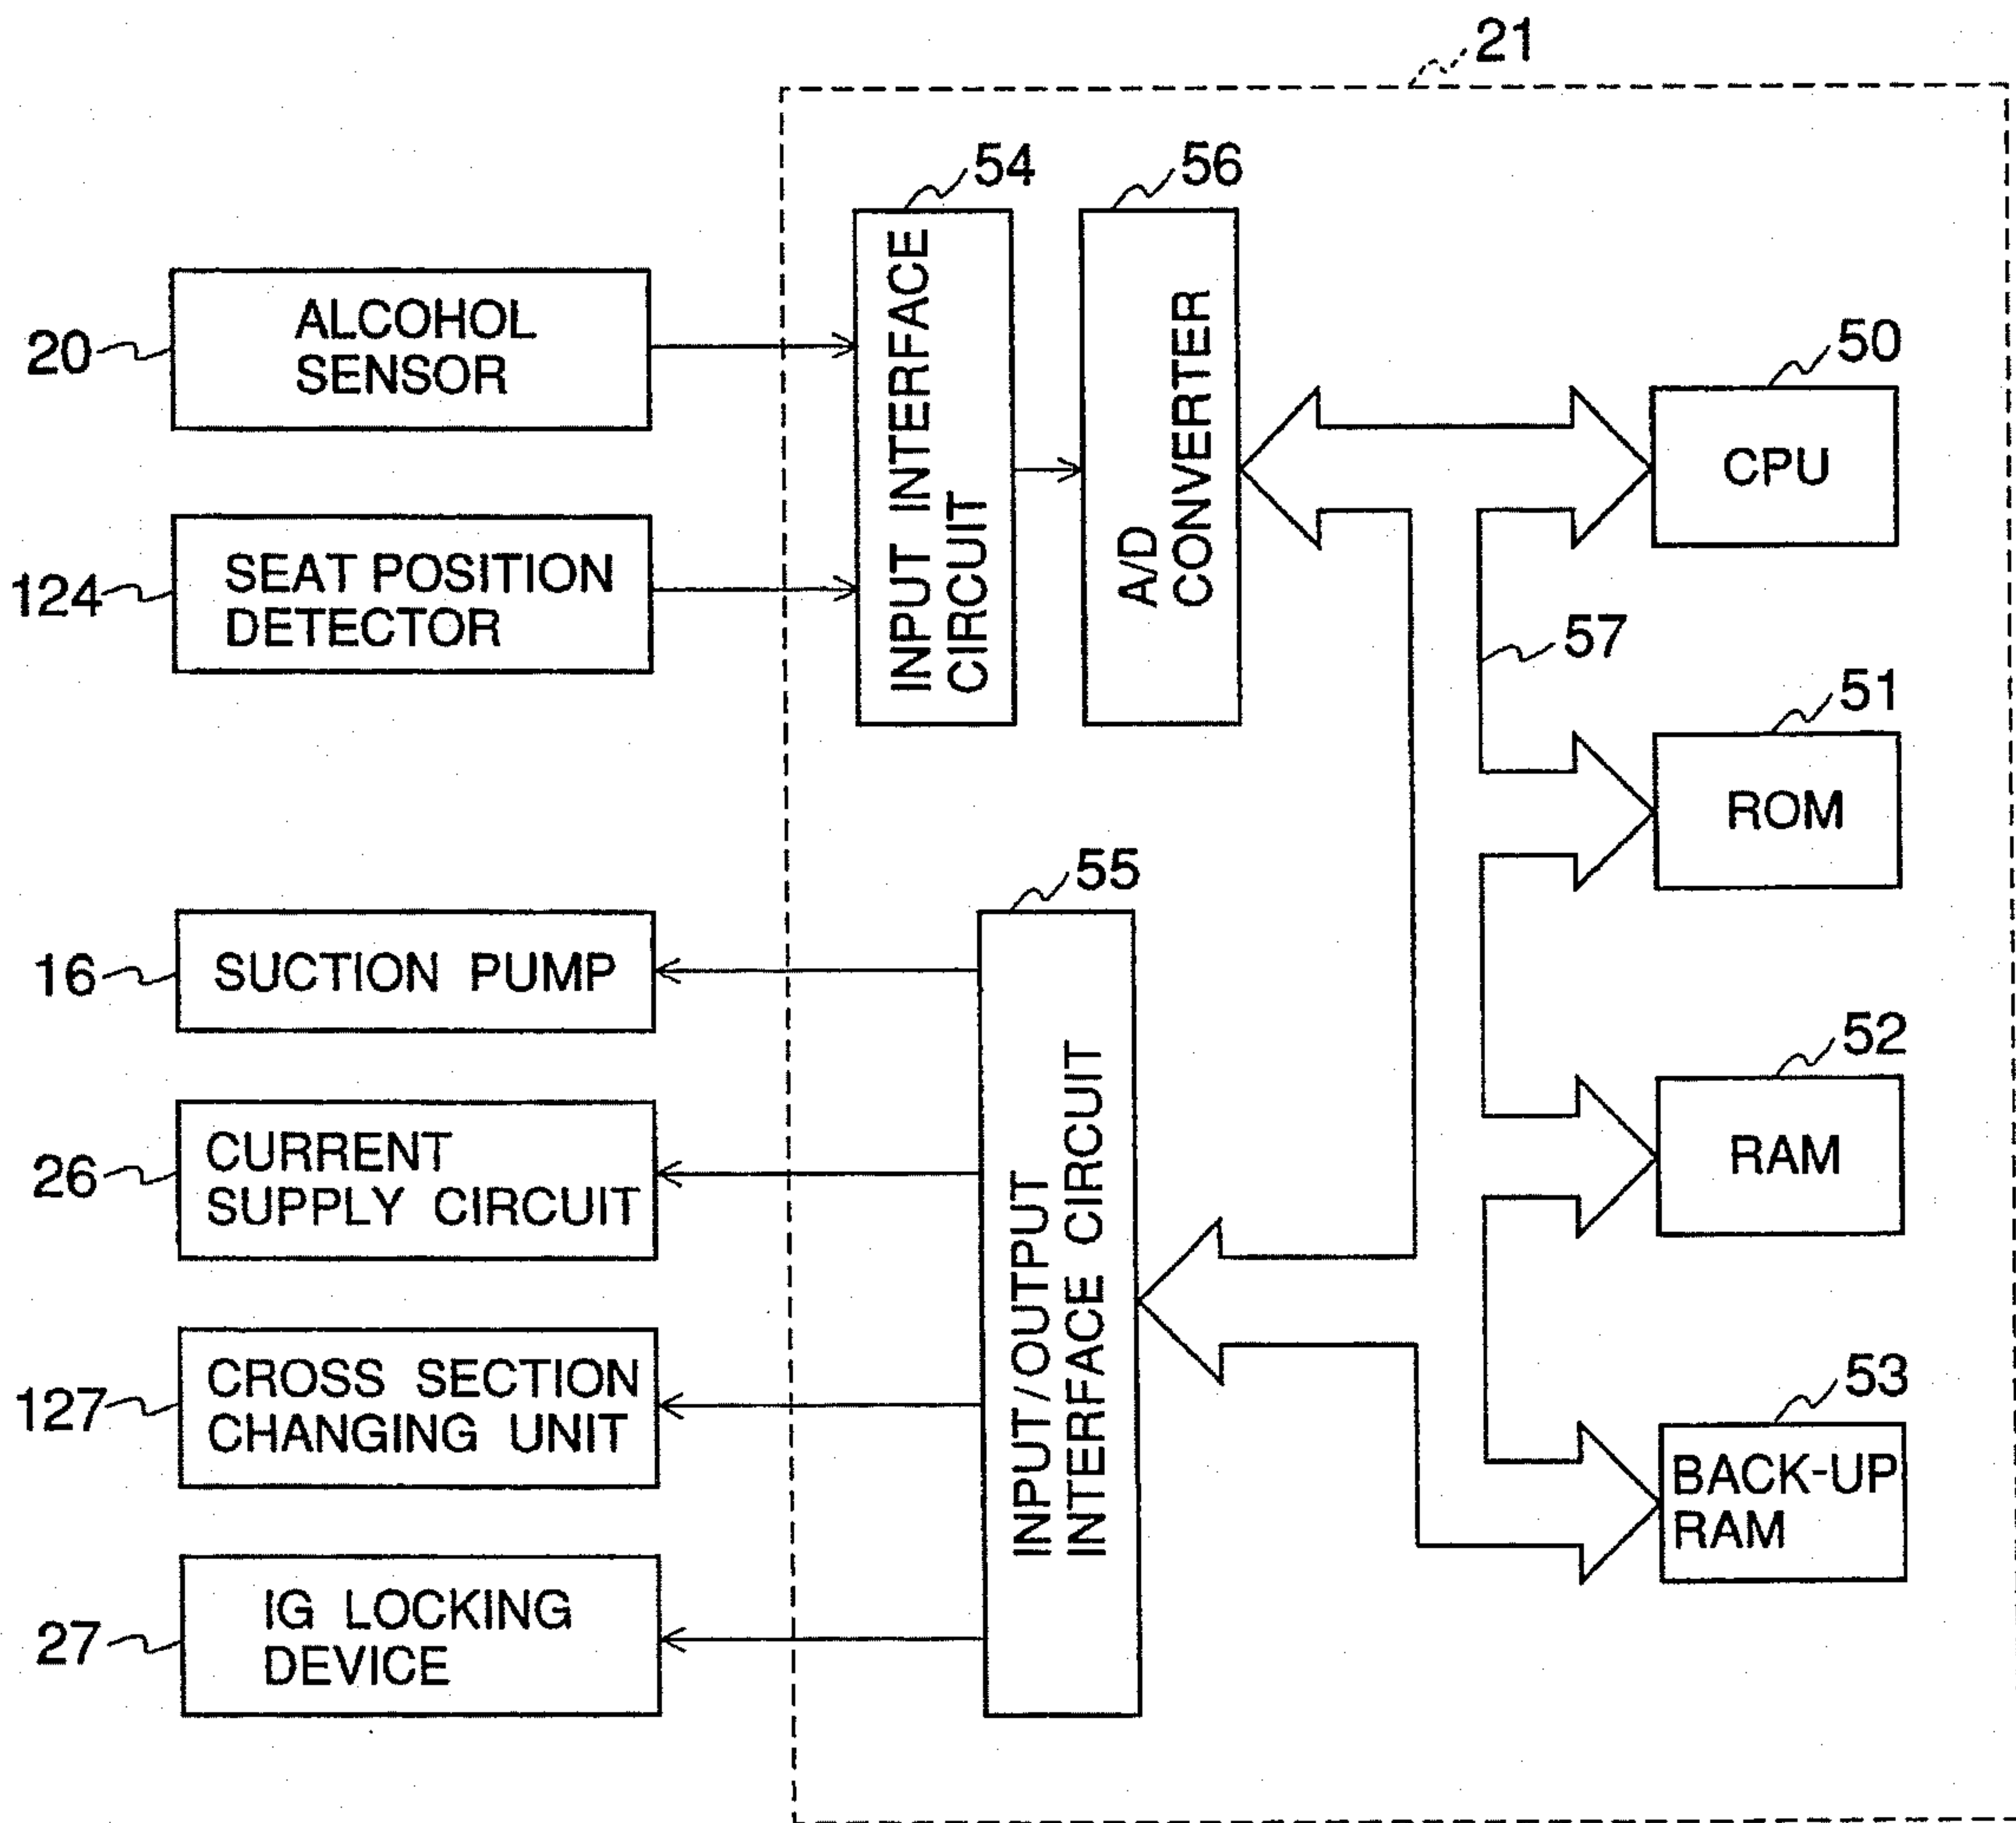 21
54
56
ALCOHOL
SENSOR
20
INPUT INTERFACE
CIRCUIT
A/D
CONVERTER
50
CPU
SEAT POSITION
DETECTOR
124
57
51
ROM
55
SUCTION PUMP
16
INPUT/OUTPUT
INTERFACE CIRCUIT
52
RAM
CURRENT
SUPPLY CIRCUIT
26
CROSS SECTION
CHANGING UNIT
127
53
BACK-UP
RAM
IG LOCKING
DEVICE
27